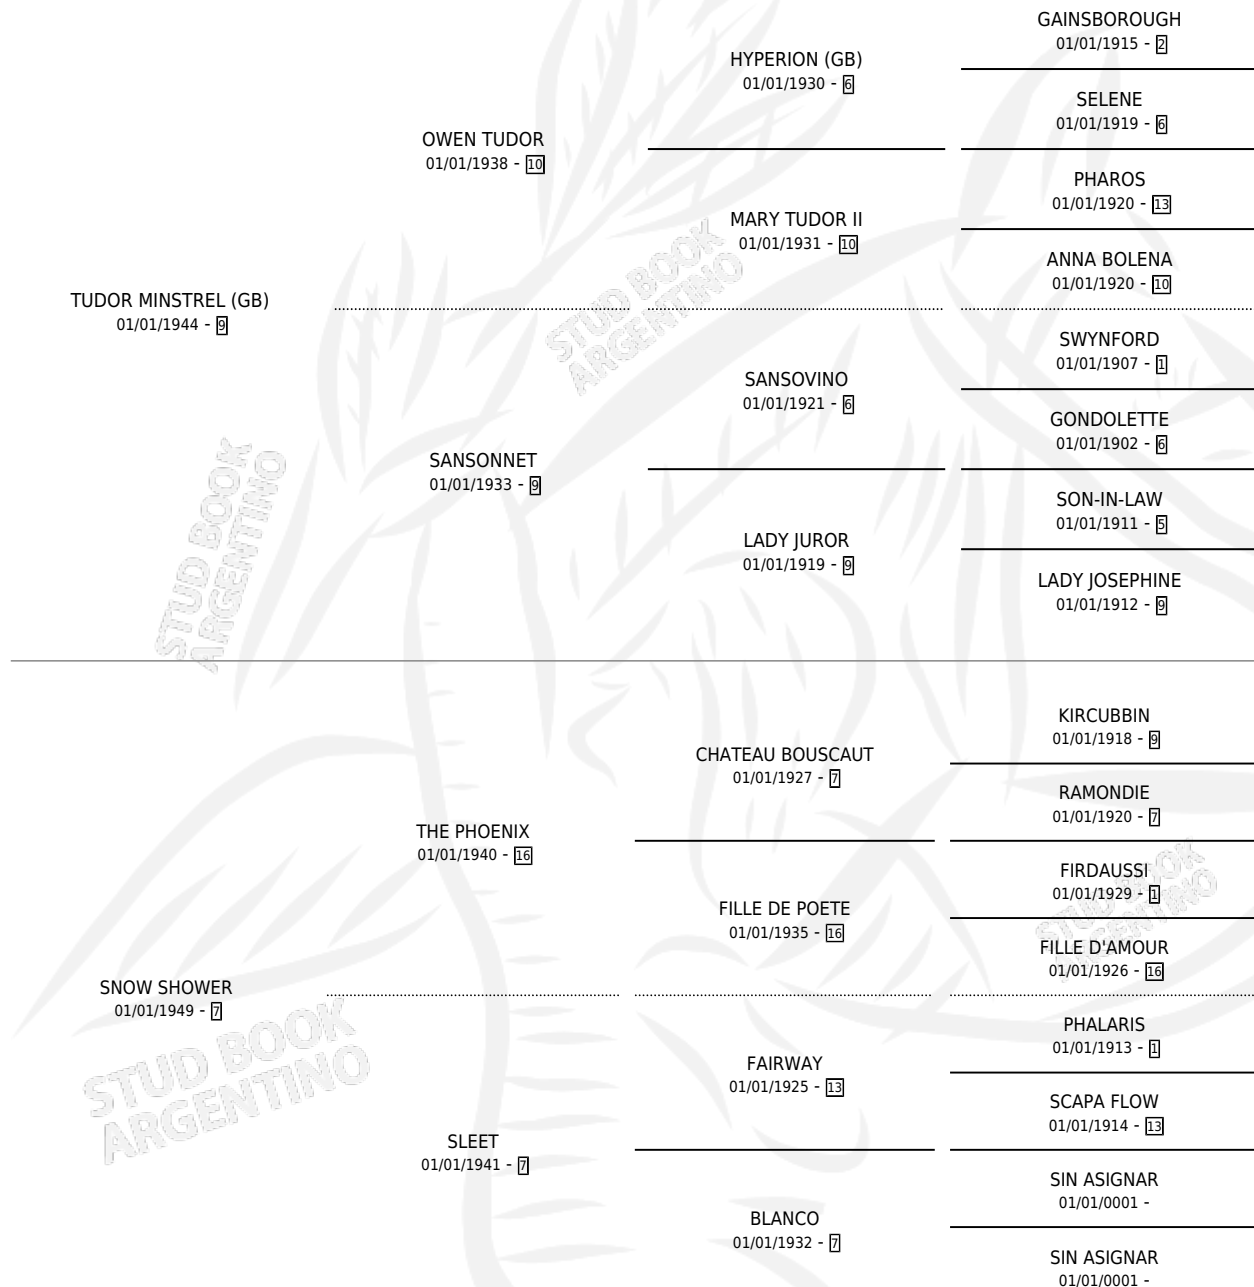 GAINSBOROUGH
01/01/1915 - 2
HYPERION (GB)
01/01/1930 - 6
SELENE
01/01/1919 - 6
OWEN TUDOR
01/01/1938 - 10
PHAROS
01/01/1920 - 13
MARY TUDOR II
01/01/1931 - 10
ANNA BOLENA
01/01/1920 - 10
TUDOR MINSTREL (GB)
01/01/1944 - 9
STUD BOOK
ARGENTINO
SWYNFORD
01/01/1907 - 1
SANSOVINO
01/01/1921 - 6
GONDOLETTE
01/01/1902 - 6
SANSONNET
01/01/1933 - 9
SON-IN-LAW
01/01/1911 - 5
LADY JUROR
01/01/1919 - 9
LADY JOSEPHINE
01/01/1912 - 9
STUD BOOK
ARGENTINO
KIRCUBBIN
01/01/1918 - 9
CHATEAU BOUSCAUT
01/01/1927 - 7
RAMONDIE
01/01/1920 - 7
THE PHOENIX
01/01/1940 - 16
FIRDAUSSI
01/01/1929 - 1
STUD BOOK
ARGENTINO
FILLE DE POETE
01/01/1935 - 16
FILLE D'AMOUR
01/01/1926 - 16
SNOW SHOWER
01/01/1949 - 7
STUD BOOK
ARGENTINO
PHALARIS
01/01/1913 - 1
FAIRWAY
01/01/1925 - 13
SCAPA FLOW
01/01/1914 - 13
SLEET
01/01/1941 - 7
SIN ASIGNAR
01/01/0001 -
BLANCO
01/01/1932 - 7
SIN ASIGNAR
01/01/0001 -